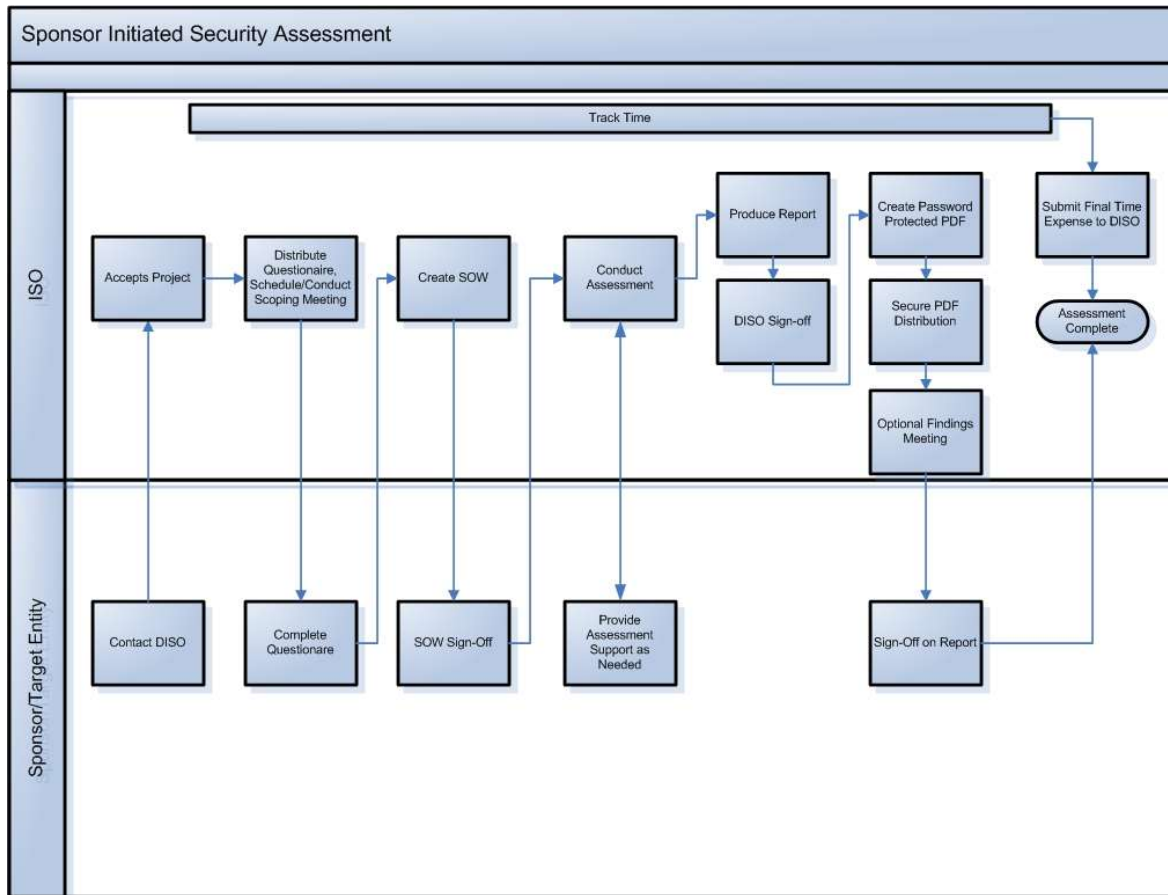 Sponsor Initiated Security Assessment
ISO
Track Time
Accepts Project
Distribute
Questionaire,
Schedule/Conduct
Scoping Meeting
Create SOW
Conduct
Assessment
Produce Report
DISO Sign-off
Create Password
Protected PDF
Secure PDF
Distribution
Optional Findings
Meeting
Submit Final Time
Expense to DISO
Assessment
Complete
Sponsor/Target Entity
Contact DISO
Complete
Questionare
SOW Sign-Off
Provide
Assessment
Support as
Needed
Sign-Off on Report